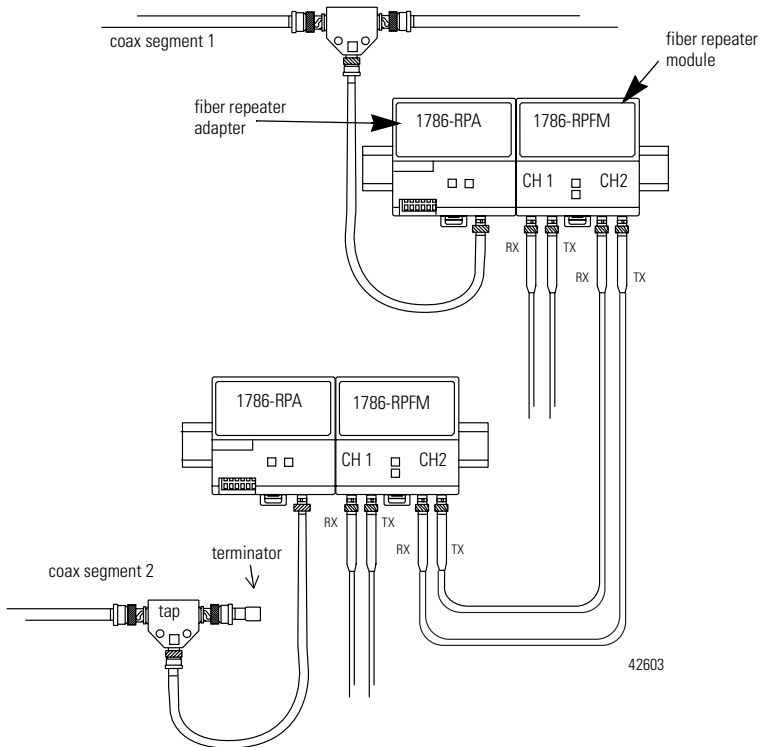 coax segment 1
fiber repeater
module
fiber repeater
adapter
1786-RPA
1786-RPFM
CH 1
CH2
RX
TX
RX
TX
1786-RPA
1786-RPFM
CH 1
CH2
RX
TX
RX
TX
coax segment 2
terminator
tap
42603